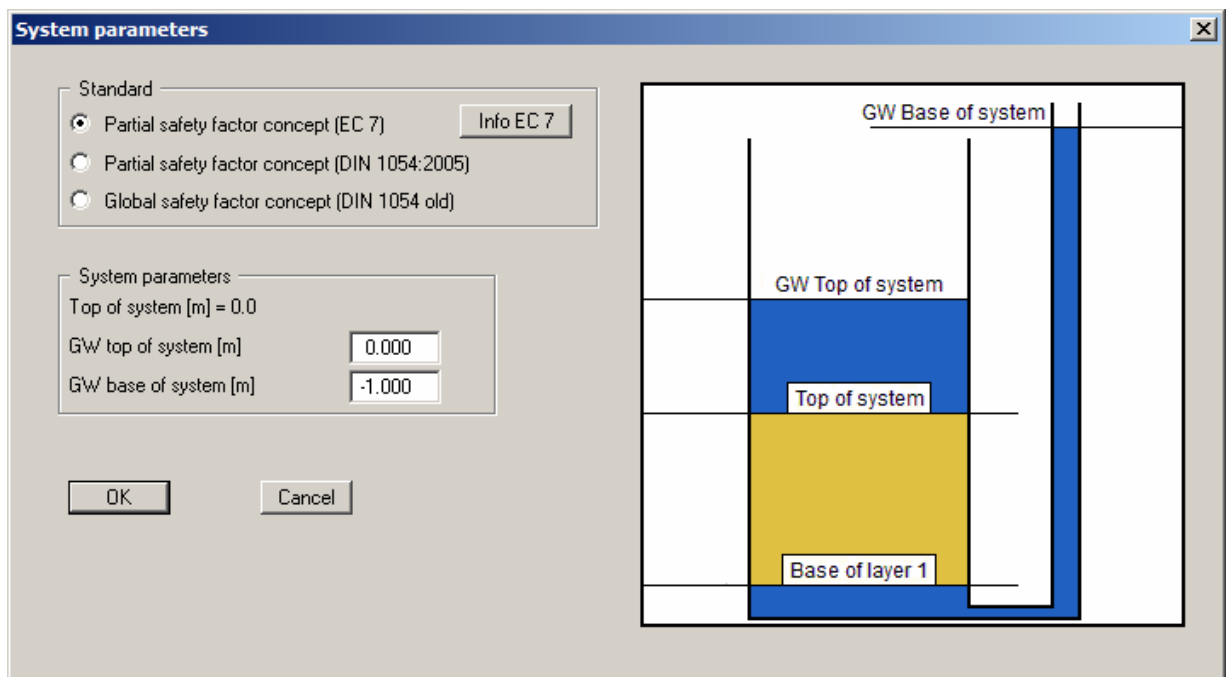 System parameters
Standard
Partial safety factor concept (EC 7)
Info EC 7
Partial safety factor concept (DIN 1054:2005)
Global safety factor concept (DIN 1054 old)
System parameters
Top of system [m] = 0.0
GW top of system [m]
0.000
GW base of system [m]
-1.000
OK
Cancel
GW Base of system
GW Top of system
Top of system
Base of layer 1